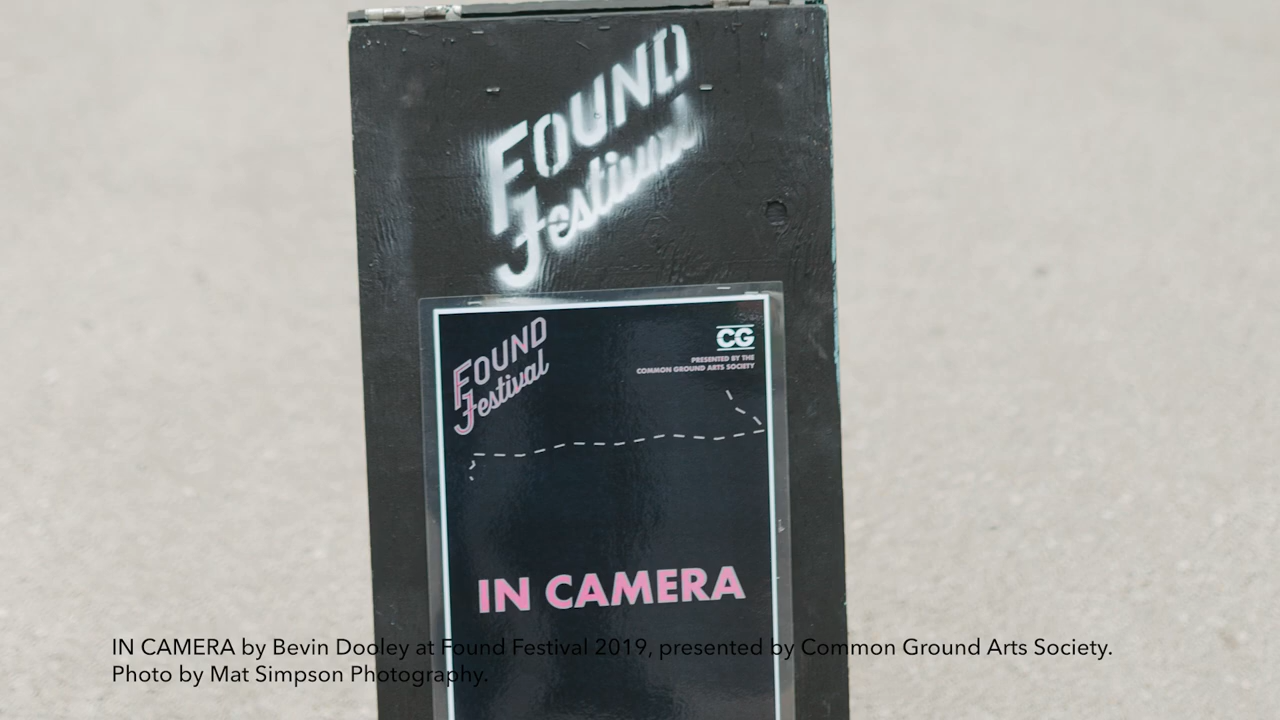 FOUND
Festival
FOUND
Festival
CG
PRESENTED BY THE
COMMON GROUND ARTS SOCIETY
IN CAMERA
IN CAMERA by Bevin Dooley at Found Festival 2019, presented by Common Ground Arts Society.
Photo by Mat Simpson Photography.